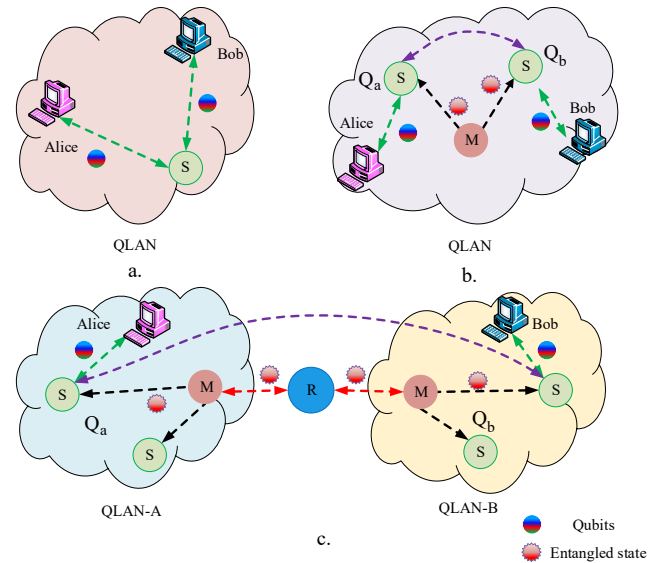 Bob
Alice
S
QLAN
a.
Qa
S
S
Qb
Alice
M
Bob
QLAN
b.
Alice
S
M
Qa
S
QLAN-A
R
Bob
M
S
Qb
S
QLAN-B
c.
Qubits
Entangled state